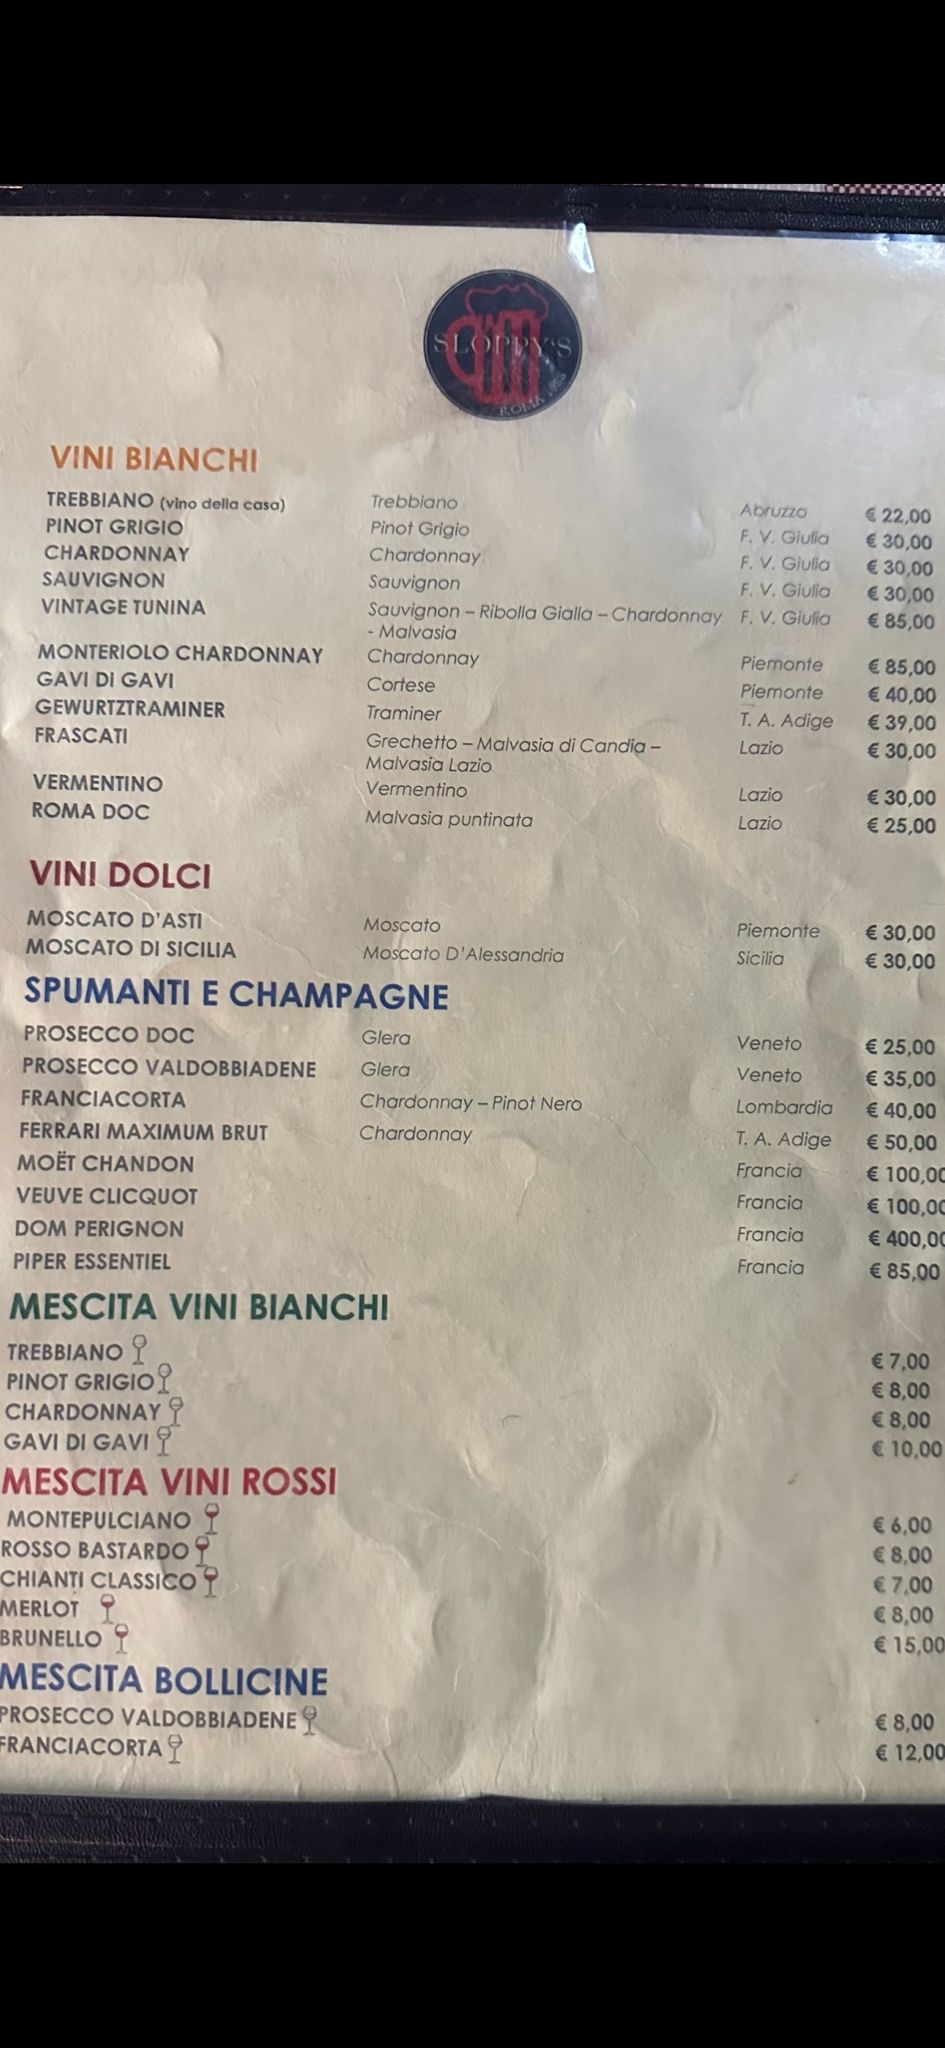 SLOPPY'S
ROMA 1988
VINI BIANCHI
TREBBIANO (vino della casa) Trebbiano Abruzzo € 22,00
PINOT GRIGIO Pinot Grigio F. V. Giulia € 30,00
CHARDONNAY Chardonnay F. V. Giulia € 30,00
SAUVIGNON Sauvignon F. V. Giulia € 30,00
VINTAGE TUNINA Sauvignon – Ribolla Gialla – Chardonnay F. V. Giulia € 85,00
- Malvasia
MONTERIOLO CHARDONNAY Chardonnay Piemonte € 85,00
GAVI DI GAVI Cortese Piemonte € 40,00
GEWURTZTRAMINER Traminer T. A. Adige € 39,00
FRASCATI Grechetto – Malvasia di Candia – Lazio € 30,00
Malvasia Lazio
VERMENTINO Vermentino Lazio € 30,00
ROMA DOC Malvasia puntinata Lazio € 25,00
VINI DOLCI
MOSCATO D'ASTI Moscato Piemonte € 30,00
MOSCATO DI SICILIA Moscato D'Alessandria Sicilia € 30,00
SPUMANTI E CHAMPAGNE
PROSECCO DOC Glera Veneto € 25,00
PROSECCO VALDOBBIADENE Glera Veneto € 35,00
FRANCIACORTA Chardonnay – Pinot Nero Lombardia € 40,00
FERRARI MAXIMUM BRUT Chardonnay T. A. Adige € 50,00
MOËT CHANDON Francia € 100,00
VEUVE CLICQUOT Francia € 100,00
DOM PERIGNON Francia € 400,00
PIPER ESSENTIEL Francia € 85,00
MESCITA VINI BIANCHI
TREBBIANO € 7,00
PINOT GRIGIO € 8,00
CHARDONNAY € 8,00
GAVI DI GAVI € 10,00
MESCITA VINI ROSSI
MONTEPULCIANO € 6,00
ROSSO BASTARDO € 8,00
CHIANTI CLASSICO € 7,00
MERLOT € 8,00
BRUNELLO € 15,00
MESCITA BOLLICINE
PROSECCO VALDOBBIADENE € 8,00
FRANCIACORTA € 12,00